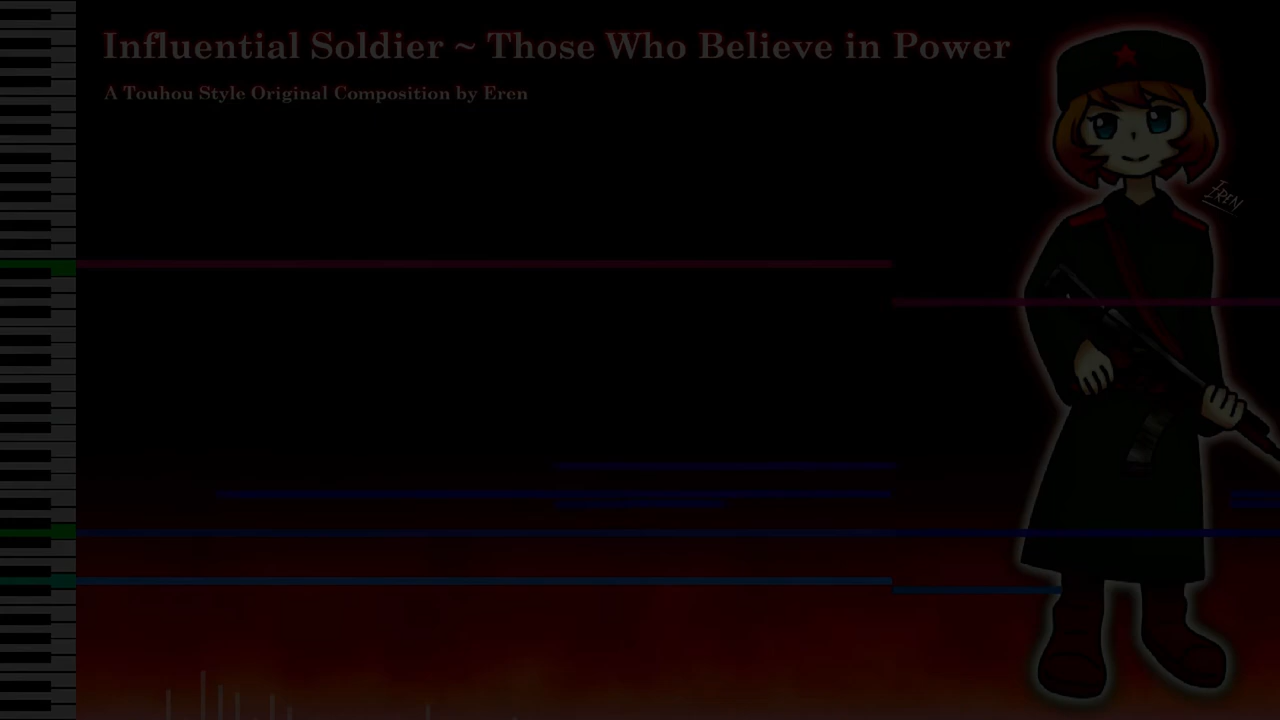 Influential Soldier ~ Those Who Believe in Power
A Touhou Style Original Composition by Eren
EREN